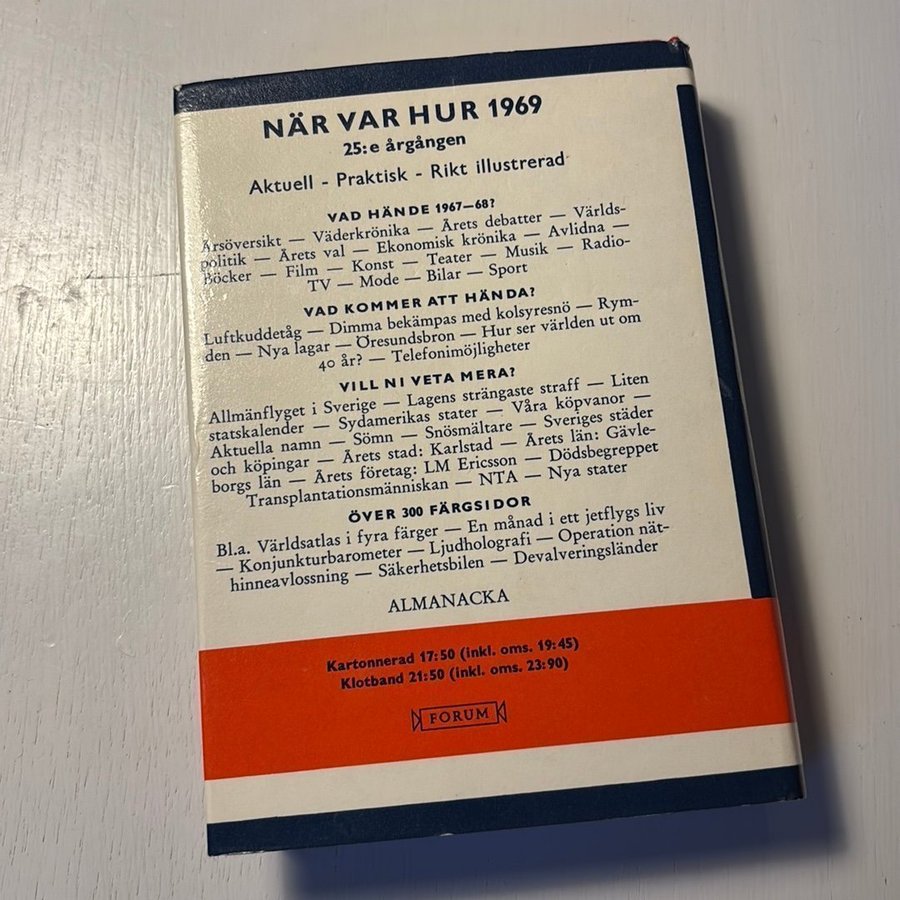 NÄR VAR HUR 1969
25:e årgången
Aktuell - Praktisk - Rikt illustrerad
VAD HÄNDE 1967—68?
Årsöversikt — Väderkrönika — Årets debatter — Världs-
politik — Årets val — Ekonomisk krönika — Avlidna —
Böcker — Film — Konst — Teater — Musik — Radio-
TV — Mode — Bilar — Sport
VAD KOMMER ATT HÄNDA?
Luftkuddetåg — Dimma bekämpas med kolsyresnö — Rym-
den — Nya lagar — Öresundsbron — Hur ser världen ut om
40 år? — Telefonimöjligheter
VILL NI VETA MERA?
Allmänflyget i Sverige — Lagens strängaste straff — Liten
statskalender — Sydamerikas stater — Våra köpvanor —
Aktuella namn — Sömn — Snösmältare — Sveriges städer
och köpingar — Årets stad: Karlstad — Årets län: Gävle-
borgs län — Årets företag: LM Ericsson — Dödsbegreppet
Transplantationsmänniskan — NTA — Nya stater
ÖVER 300 FÄRGSIDOR
Bl.a. Världsatlas i fyra färger — En månad i ett jetflygs liv
— Konjunkturbarometer — Ljudholografi — Operation nät-
hinneavlossning — Säkerhetsbilen — Devalveringsländer
ALMANACKA
Kartonnerad 17:50 (inkl. oms. 19:45)
Klotband 21:50 (inkl. oms. 23:90)
FORUM